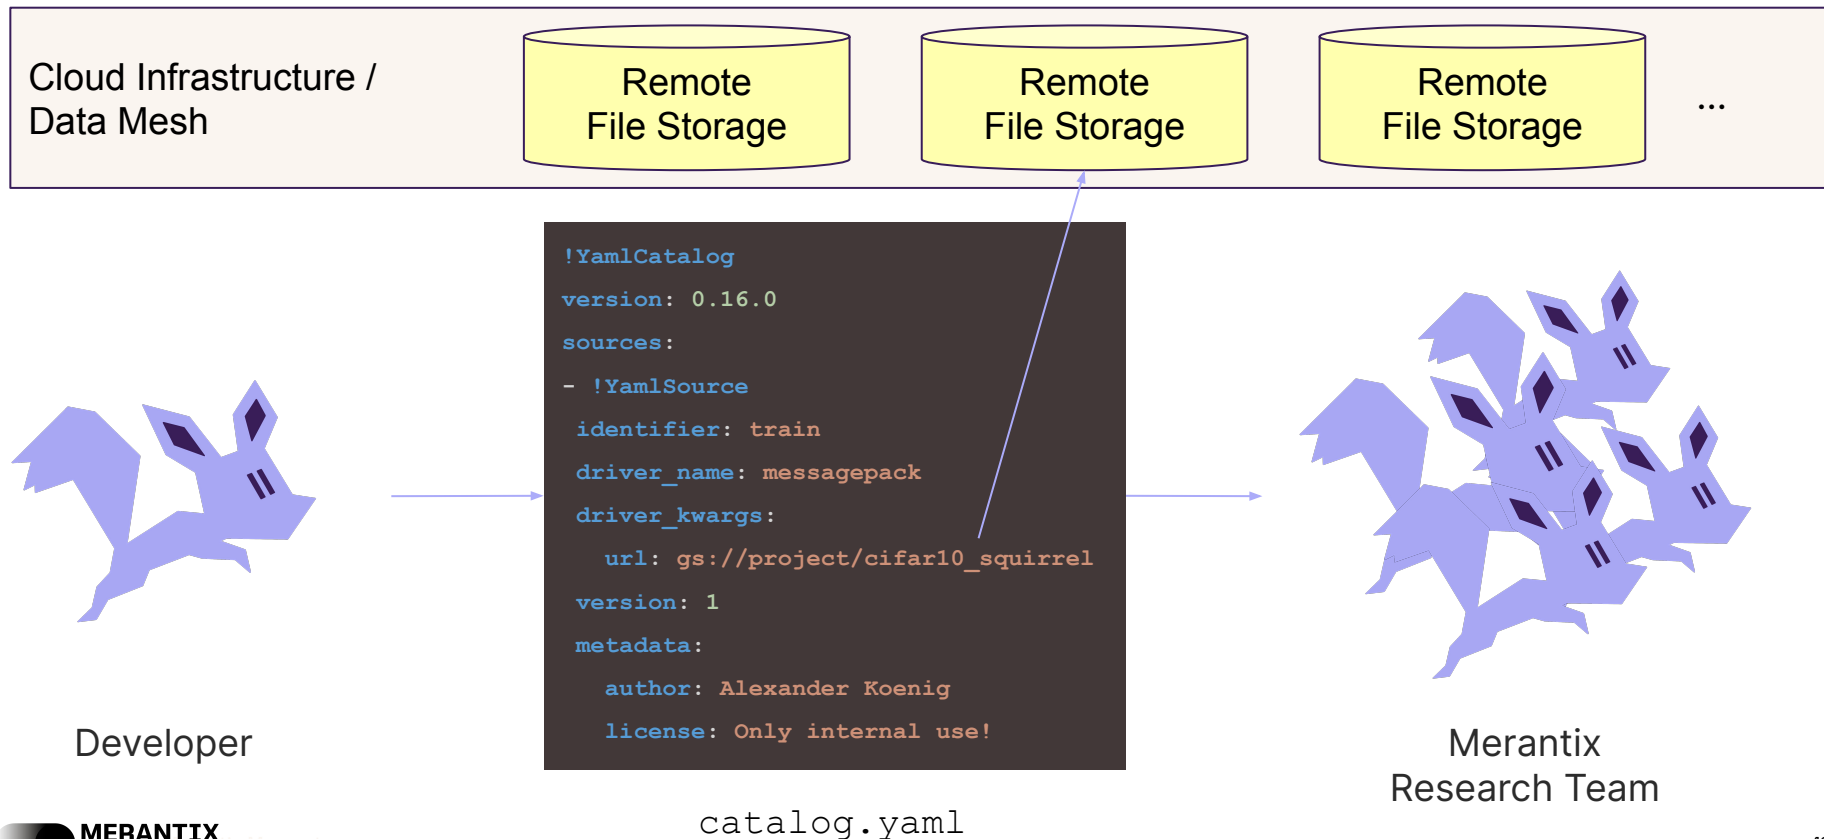 Cloud Infrastructure /
Data Mesh
Remote
File Storage
Remote
File Storage
Remote
File Storage
...
!YamlCatalog
version: 0.16.0
sources:
- !YamlSource
identifier: train
driver_name: messagepack
driver_kwargs:
url: gs://project/cifar10_squirrel
version: 1
metadata:
author: Alexander Koenig
license: Only internal use!
Developer
Merantix
Research Team
catalog.yaml
MERANTIX